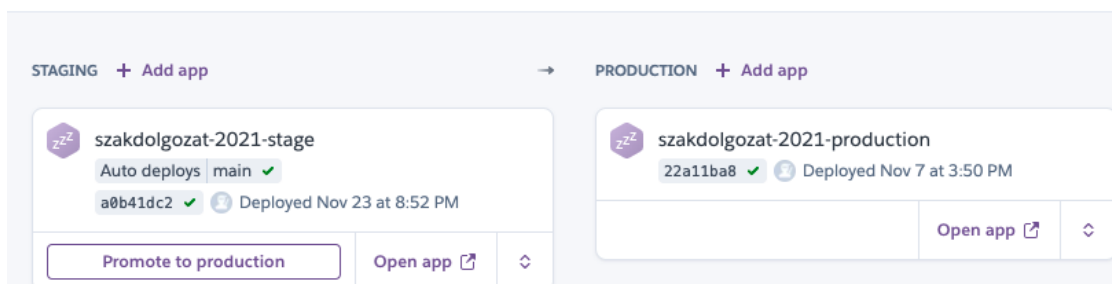 STAGING + Add app
zzZ szakdolgozat-2021-stage
Auto deploys main
a0b41dc2 Deployed Nov 23 at 8:52 PM
Promote to production Open app
PRODUCTION + Add app
zzZ szakdolgozat-2021-production
22a11ba8 Deployed Nov 7 at 3:50 PM
Open app